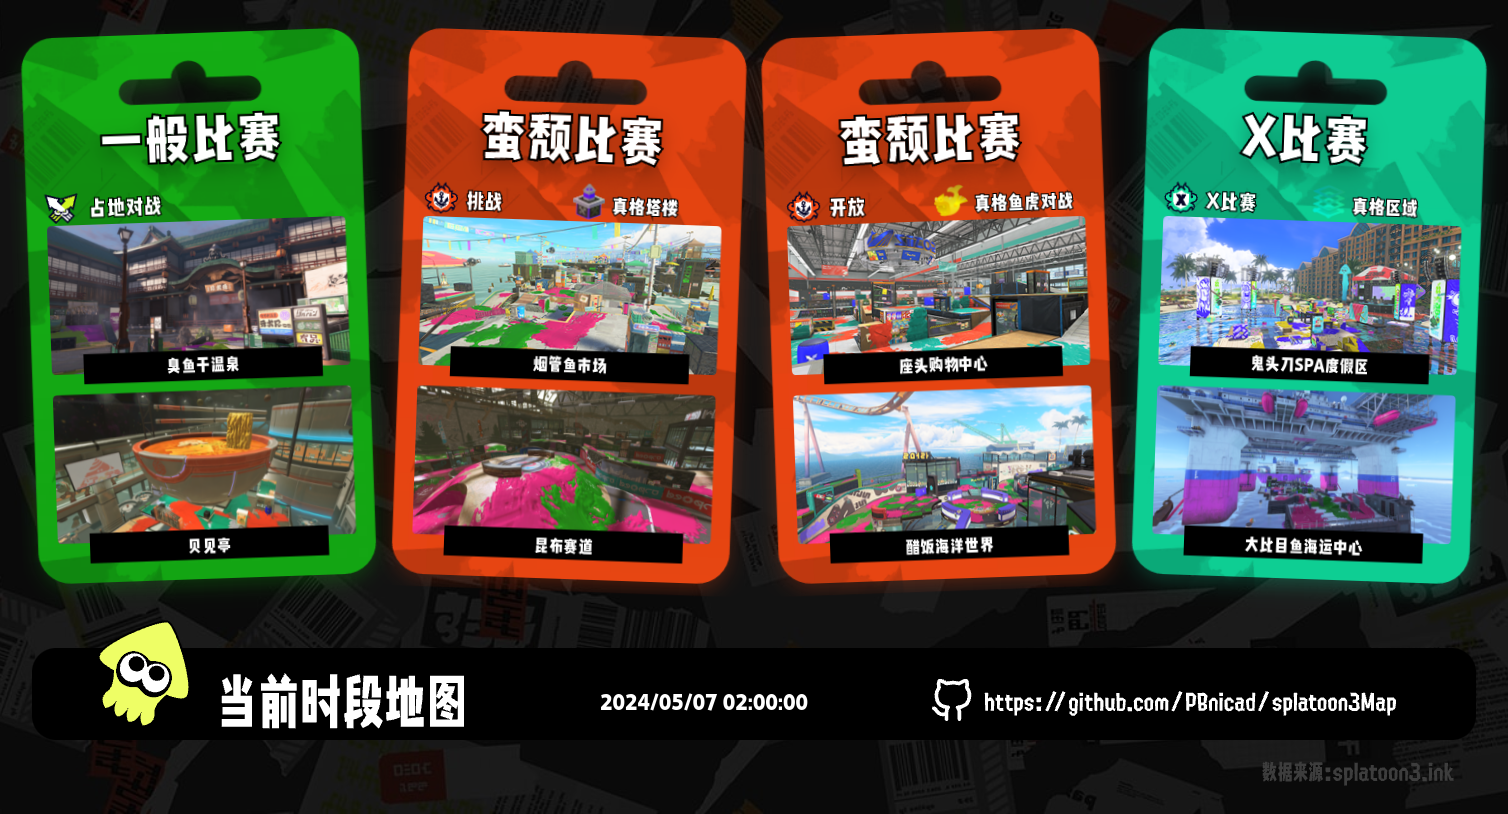 一般比赛
占地对战
臭鱼干温泉
贝见亭
蛮颓比赛
挑战
真格塔楼
烟管鱼市场
昆布赛道
蛮颓比赛
开放
真格鱼虎对战
座头购物中心
醋饭海洋世界
X比赛
X比赛
真格区域
鬼头刀SPA度假区
大比目鱼海运中心
当前时段地图
2024/05/07 02:00:00
https://github.com/PBnicad/splatoon3Map
数据来源:splatoon3.ink